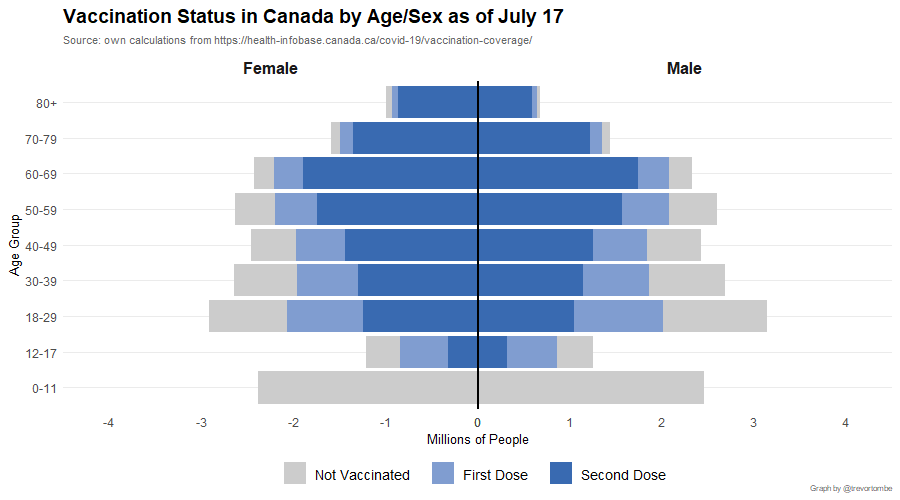 Vaccination Status in Canada by Age/Sex as of July 17
Source: own calculations from https://health-infobase.canada.ca/covid-19/vaccination-coverage/
Female Male
80+
70-79
60-69
50-59
40-49
30-39
18-29
12-17
0-11
Age Group
-4 -3 -2 -1 0 1 2 3 4
Millions of People
Not Vaccinated First Dose Second Dose
Graph by @trevortombe